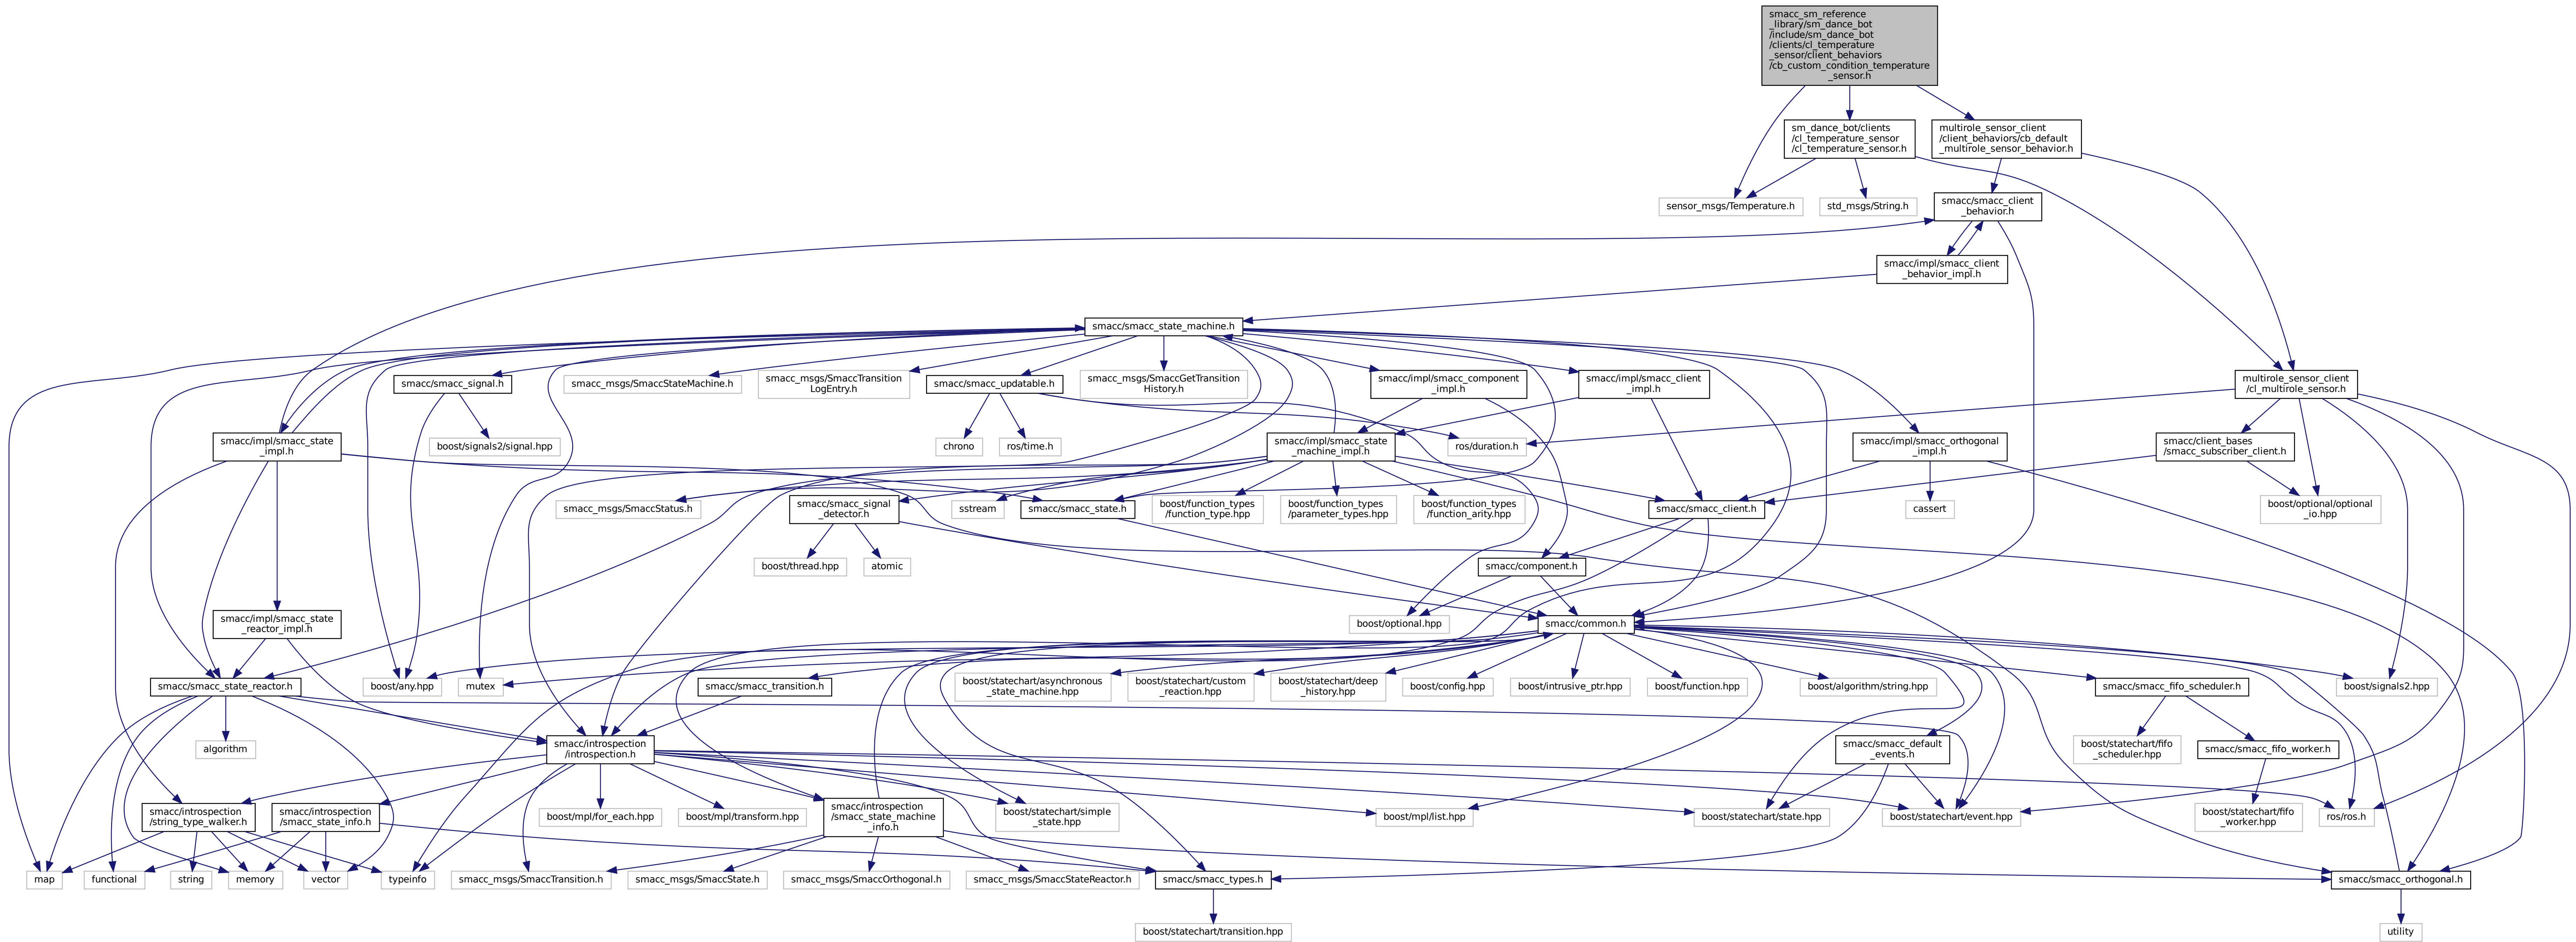 smacc_sm_reference
_library/sm_dance_bot
/include/sm_dance_bot
/clients/cl_temperature
_sensor/client_behaviors
/cb_custom_condition_temperature
_sensor.h
sm_dance_bot/clients
/cl_temperature_sensor
/cl_temperature_sensor.h
multirole_sensor_client
/client_behaviors/cb_default
_multirole_sensor_behavior.h
sensor_msgs/Temperature.h
std_msgs/String.h
smacc/smacc_client
_behavior.h
smacc/impl/smacc_client
_behavior_impl.h
smacc/smacc_state_machine.h
smacc/smacc_signal.h
smacc_msgs/SmaccStateMachine.h
smacc_msgs/SmaccTransition
LogEntry.h
smacc/smacc_updatable.h
smacc_msgs/SmaccGetTransition
History.h
smacc/impl/smacc_component
_impl.h
smacc/impl/smacc_client
_impl.h
multirole_sensor_client
/cl_multirole_sensor.h
smacc/impl/smacc_state
_impl.h
boost/signals2/signal.hpp
chrono
ros/time.h
smacc/impl/smacc_state
_machine_impl.h
ros/duration.h
smacc/impl/smacc_orthogonal
_impl.h
smacc/client_bases
/smacc_subscriber_client.h
smacc_msgs/SmaccStatus.h
smacc/smacc_signal
_detector.h
sstream
smacc/smacc_state.h
boost/function_types
/function_type.hpp
boost/function_types
/parameter_types.hpp
boost/function_types
/function_arity.hpp
smacc/smacc_client.h
cassert
boost/optional/optional
_io.hpp
boost/thread.hpp
atomic
smacc/component.h
smacc/impl/smacc_state
_reactor_impl.h
boost/optional.hpp
smacc/common.h
smacc/smacc_state_reactor.h
boost/any.hpp
mutex
smacc/smacc_transition.h
boost/statechart/asynchronous
_state_machine.hpp
boost/statechart/custom
_reaction.hpp
boost/statechart/deep
_history.hpp
boost/config.hpp
boost/intrusive_ptr.hpp
boost/function.hpp
boost/algorithm/string.hpp
smacc/smacc_fifo_scheduler.h
boost/signals2.hpp
algorithm
smacc/introspection
/introspection.h
smacc/smacc_default
_events.h
boost/statechart/fifo
_scheduler.hpp
smacc/smacc_fifo_worker.h
smacc/introspection
/string_type_walker.h
smacc/introspection
/smacc_state_info.h
boost/mpl/for_each.hpp
boost/mpl/transform.hpp
smacc/introspection
/smacc_state_machine
_info.h
boost/statechart/simple
_state.hpp
boost/mpl/list.hpp
boost/statechart/state.hpp
boost/statechart/event.hpp
boost/statechart/fifo
_worker.hpp
ros/ros.h
map
functional
string
memory
vector
typeinfo
smacc_msgs/SmaccTransition.h
smacc_msgs/SmaccState.h
smacc_msgs/SmaccOrthogonal.h
smacc_msgs/SmaccStateReactor.h
smacc/smacc_types.h
smacc/smacc_orthogonal.h
boost/statechart/transition.hpp
utility